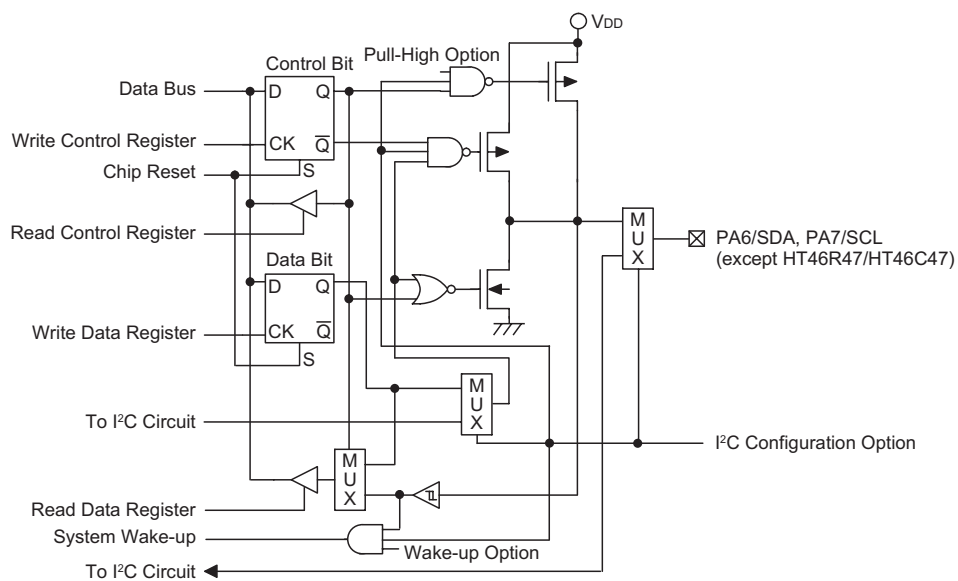 VDD
Pull-High Option
Control Bit
Data Bus
D
Q
Write Control Register
CK
Q
Chip Reset
S
Read Control Register
M
U
X
PA6/SDA, PA7/SCL
(except HT46R47/HT46C47)
Data Bit
D
Q
Write Data Register
CK
Q
S
M
U
X
To I²C Circuit
I²C Configuration Option
M
U
X
Read Data Register
System Wake-up
Wake-up Option
To I²C Circuit